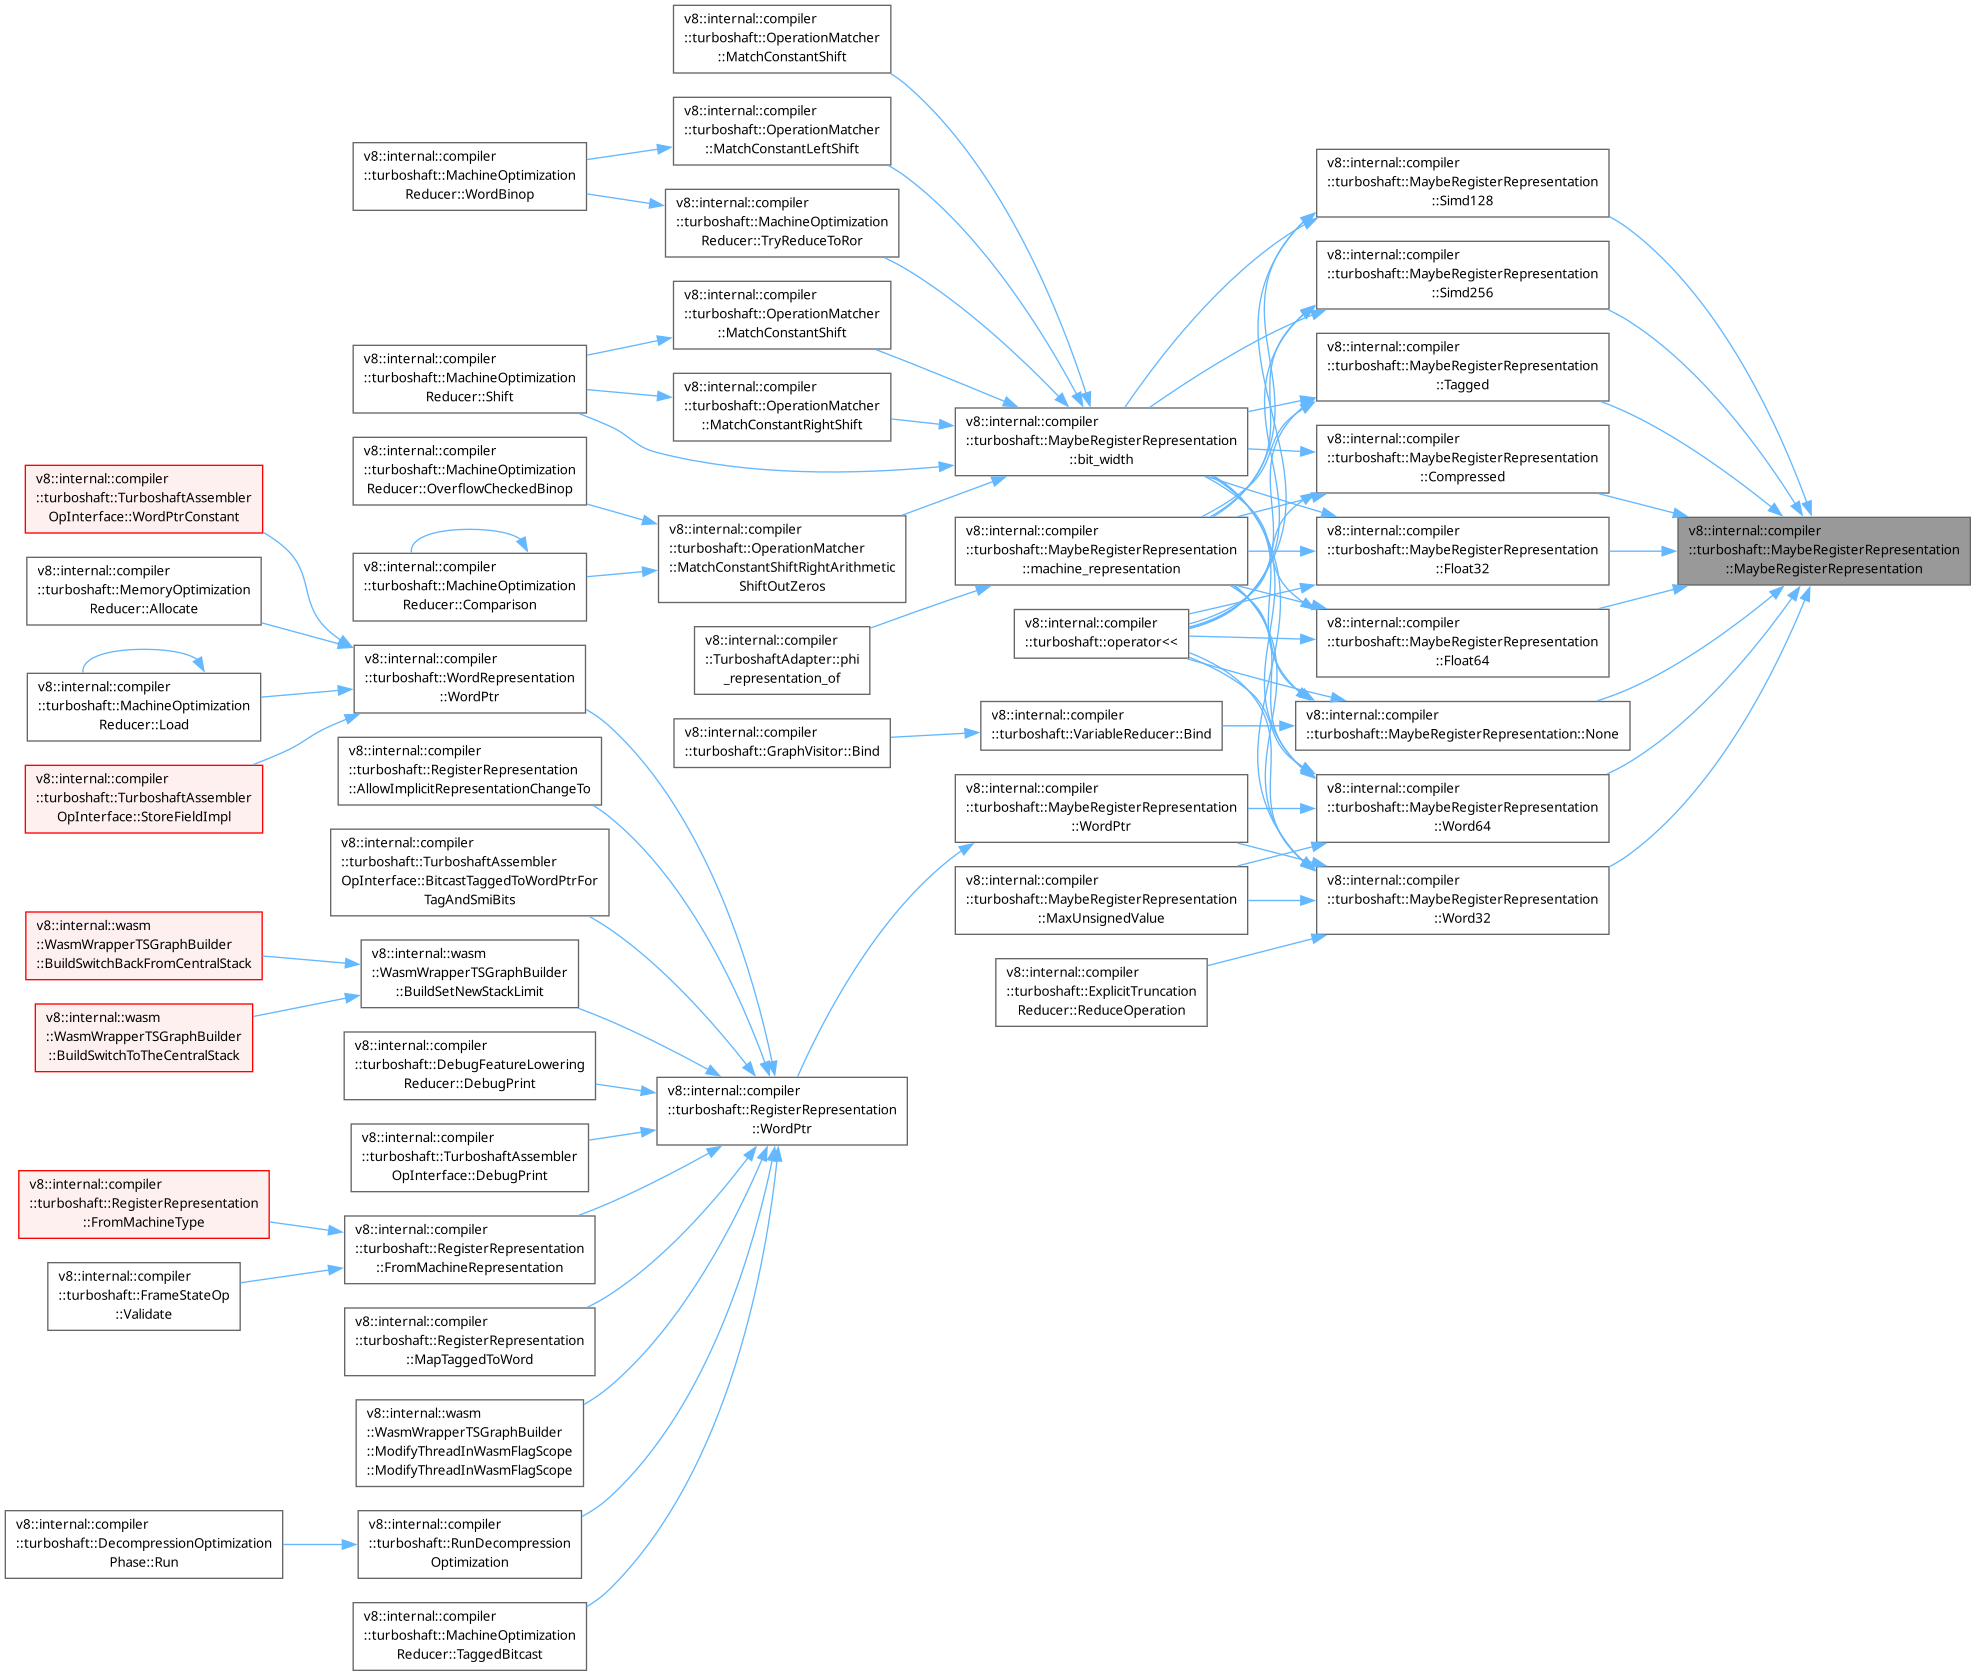 v8::internal::compiler
::turboshaft::OperationMatcher
::MatchConstantShift
v8::internal::compiler
::turboshaft::OperationMatcher
::MatchConstantLeftShift
v8::internal::compiler
::turboshaft::MachineOptimization
Reducer::WordBinop
v8::internal::compiler
::turboshaft::MachineOptimization
Reducer::TryReduceToRor
v8::internal::compiler
::turboshaft::OperationMatcher
::MatchConstantShift
v8::internal::compiler
::turboshaft::MachineOptimization
Reducer::Shift
v8::internal::compiler
::turboshaft::OperationMatcher
::MatchConstantRightShift
v8::internal::compiler
::turboshaft::MachineOptimization
Reducer::OverflowCheckedBinop
v8::internal::compiler
::turboshaft::MachineOptimization
Reducer::Comparison
v8::internal::compiler
::turboshaft::OperationMatcher
::MatchConstantShiftRightArithmetic
ShiftOutZeros
v8::internal::compiler
::TurboshaftAdapter::phi
_representation_of
v8::internal::compiler
::turboshaft::GraphVisitor::Bind
v8::internal::compiler
::turboshaft::TurboshaftAssembler
OpInterface::WordPtrConstant
v8::internal::compiler
::turboshaft::MemoryOptimization
Reducer::Allocate
v8::internal::compiler
::turboshaft::MachineOptimization
Reducer::Load
v8::internal::compiler
::turboshaft::TurboshaftAssembler
OpInterface::StoreFieldImpl
v8::internal::compiler
::turboshaft::WordRepresentation
::WordPtr
v8::internal::compiler
::turboshaft::RegisterRepresentation
::AllowImplicitRepresentationChangeTo
v8::internal::compiler
::turboshaft::TurboshaftAssembler
OpInterface::BitcastTaggedToWordPtrFor
TagAndSmiBits
v8::internal::wasm
::WasmWrapperTSGraphBuilder
::BuildSwitchBackFromCentralStack
v8::internal::wasm
::WasmWrapperTSGraphBuilder
::BuildSwitchToTheCentralStack
v8::internal::wasm
::WasmWrapperTSGraphBuilder
::BuildSetNewStackLimit
v8::internal::compiler
::turboshaft::DebugFeatureLowering
Reducer::DebugPrint
v8::internal::compiler
::turboshaft::TurboshaftAssembler
OpInterface::DebugPrint
v8::internal::compiler
::turboshaft::RegisterRepresentation
::FromMachineType
v8::internal::compiler
::turboshaft::FrameStateOp
::Validate
v8::internal::compiler
::turboshaft::RegisterRepresentation
::FromMachineRepresentation
v8::internal::compiler
::turboshaft::RegisterRepresentation
::MapTaggedToWord
v8::internal::wasm
::WasmWrapperTSGraphBuilder
::ModifyThreadInWasmFlagScope
::ModifyThreadInWasmFlagScope
v8::internal::compiler
::turboshaft::DecompressionOptimization
Phase::Run
v8::internal::compiler
::turboshaft::RunDecompression
Optimization
v8::internal::compiler
::turboshaft::MachineOptimization
Reducer::TaggedBitcast
v8::internal::compiler
::turboshaft::RegisterRepresentation
::WordPtr
v8::internal::compiler
::turboshaft::MaybeRegisterRepresentation
::bit_width
v8::internal::compiler
::turboshaft::MaybeRegisterRepresentation
::machine_representation
v8::internal::compiler
::turboshaft::operator<<
v8::internal::compiler
::turboshaft::VariableReducer::Bind
v8::internal::compiler
::turboshaft::MaybeRegisterRepresentation
::WordPtr
v8::internal::compiler
::turboshaft::MaybeRegisterRepresentation
::MaxUnsignedValue
v8::internal::compiler
::turboshaft::ExplicitTruncation
Reducer::ReduceOperation
v8::internal::compiler
::turboshaft::MaybeRegisterRepresentation
::Simd128
v8::internal::compiler
::turboshaft::MaybeRegisterRepresentation
::Simd256
v8::internal::compiler
::turboshaft::MaybeRegisterRepresentation
::Tagged
v8::internal::compiler
::turboshaft::MaybeRegisterRepresentation
::Compressed
v8::internal::compiler
::turboshaft::MaybeRegisterRepresentation
::Float32
v8::internal::compiler
::turboshaft::MaybeRegisterRepresentation
::Float64
v8::internal::compiler
::turboshaft::MaybeRegisterRepresentation::None
v8::internal::compiler
::turboshaft::MaybeRegisterRepresentation
::Word64
v8::internal::compiler
::turboshaft::MaybeRegisterRepresentation
::Word32
v8::internal::compiler
::turboshaft::MaybeRegisterRepresentation
::MaybeRegisterRepresentation